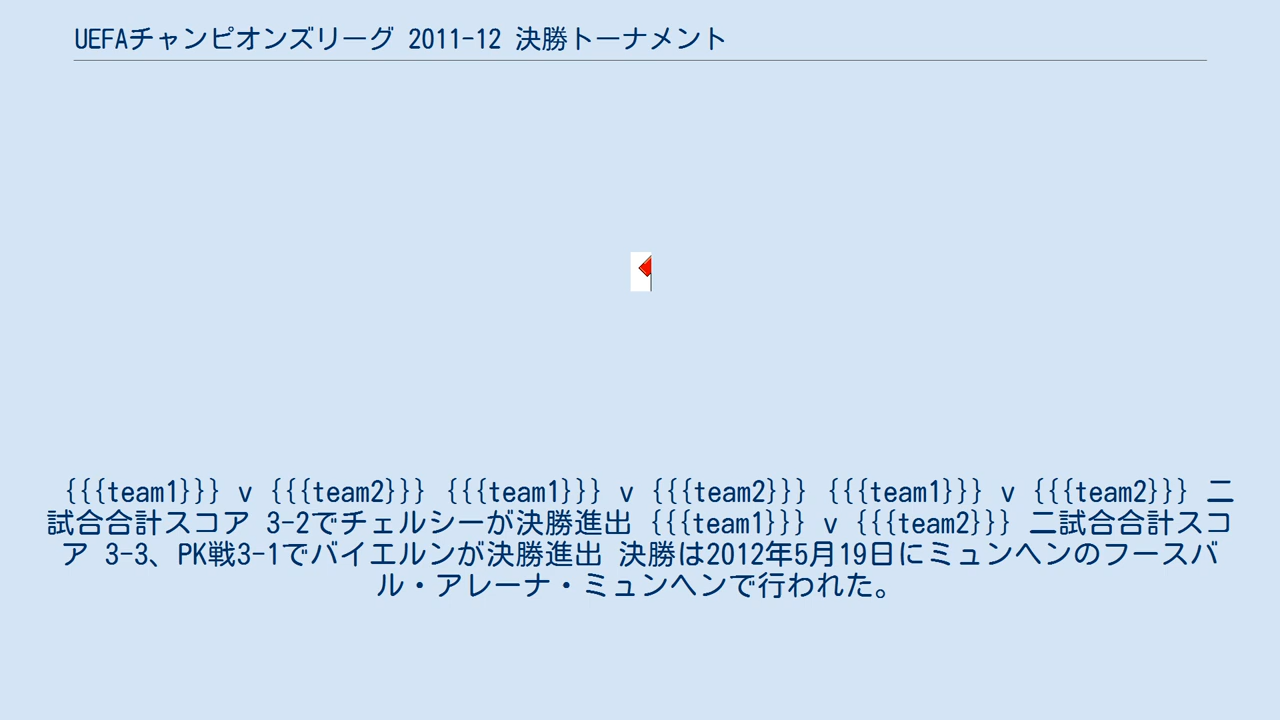 UEFAチャンピオンズリーグ 2011-12 決勝トーナメント
{{{team1}}} v {{{team2}}} {{{team1}}} v {{{team2}}} {{{team1}}} v {{{team2}}} 二
試合合計スコア 3-2でチェルシーが決勝進出 {{{team1}}} v {{{team2}}} 二試合合計スコ
ア 3-3、PK戦3-1でバイエルンが決勝進出 決勝は2012年5月19日にミュンヘンのフースバ
ル・アレーナ・ミュンヘンで行われた。